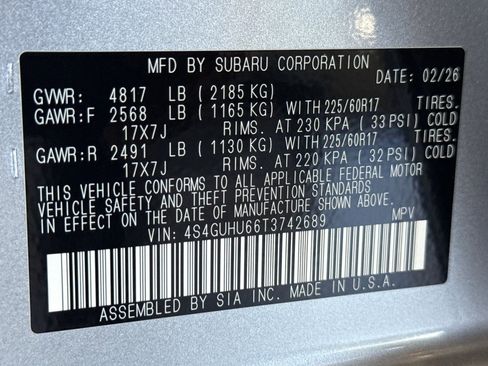 MFD BY SUBARU CORPORATION
DATE: 02/26
GVWR: 4817 LB (2185 KG)
GAWR:F 2568 LB (1165 KG) WITH 225/60R17 TIRES.
17X7J RIMS. AT 230 KPA (33 PSI) COLD
GAWR:R 2491 LB (1130 KG) WITH 225/60R17 TIRES.
17X7J RIMS. AT 220 KPA (32 PSI) COLD
THIS VEHICLE CONFORMS TO ALL APPLICABLE FEDERAL MOTOR
VEHICLE SAFETY AND THEFT PREVENTION STANDARDS
IN EFFECT ON THE DATE OF MANUFACTURE SHOWN ABOVE.
VIN: 4S4GUHU66T3742689 MPV
ASSEMBLED BY SIA INC. MADE IN U.S.A.